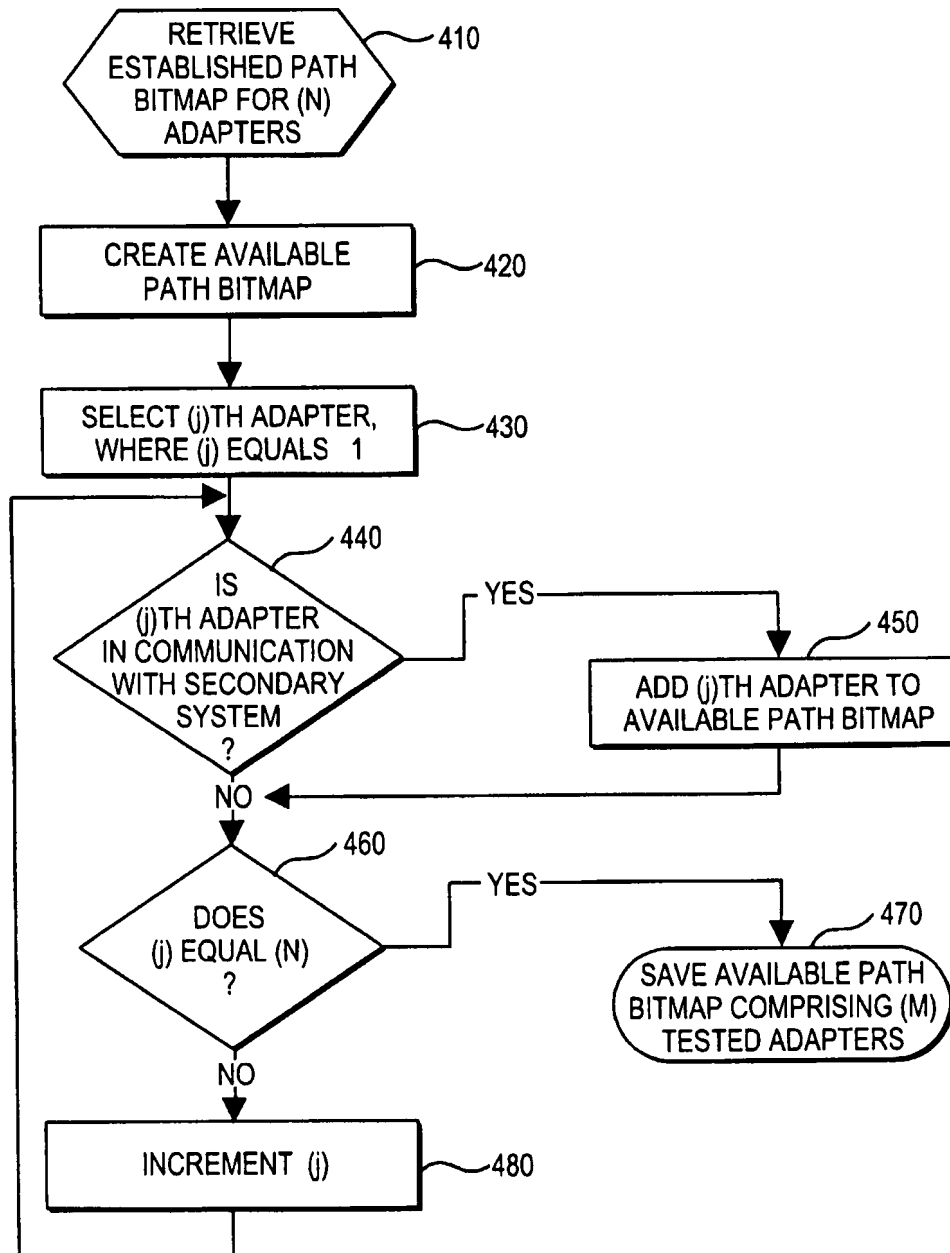 RETRIEVE
ESTABLISHED PATH
BITMAP FOR (N)
ADAPTERS
410
CREATE AVAILABLE
PATH BITMAP
420
SELECT (j)TH ADAPTER,
WHERE (j) EQUALS 1
430
440
IS
(j)TH ADAPTER
IN COMMUNICATION
WITH SECONDARY
SYSTEM
?
YES
450
ADD (j)TH ADAPTER TO
AVAILABLE PATH BITMAP
NO
460
DOES
(j) EQUAL (N)
?
YES
470
SAVE AVAILABLE PATH
BITMAP COMPRISING (M)
TESTED ADAPTERS
NO
INCREMENT (j)
480